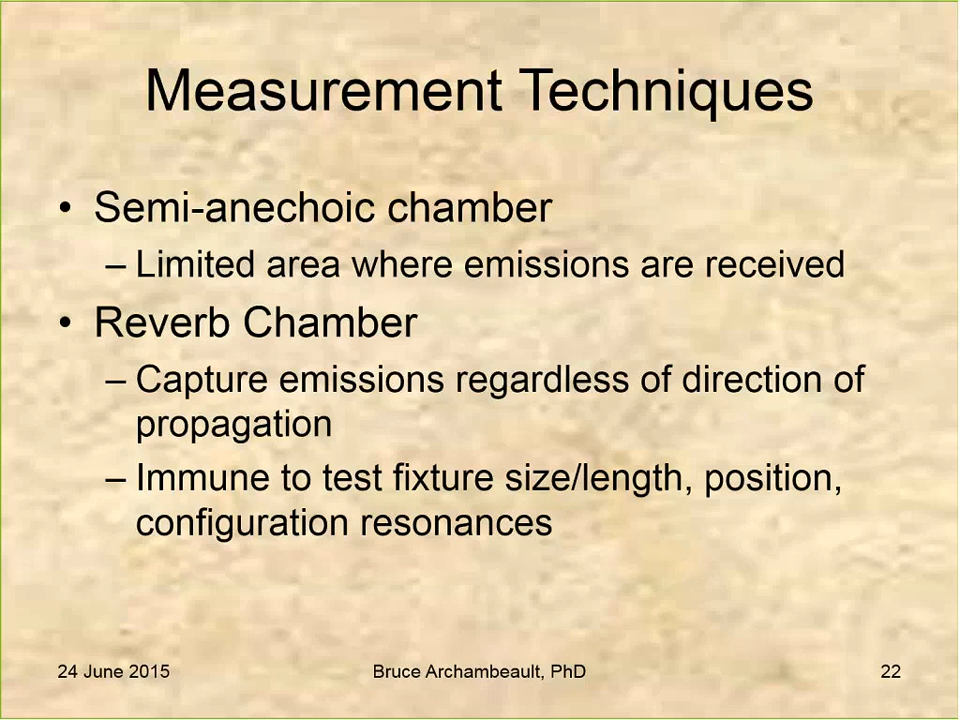 Measurement Techniques
• Semi-anechoic chamber
– Limited area where emissions are received
• Reverb Chamber
– Capture emissions regardless of direction of
propagation
– Immune to test fixture size/length, position,
configuration resonances
24 June 2015 Bruce Archambeault, PhD 22